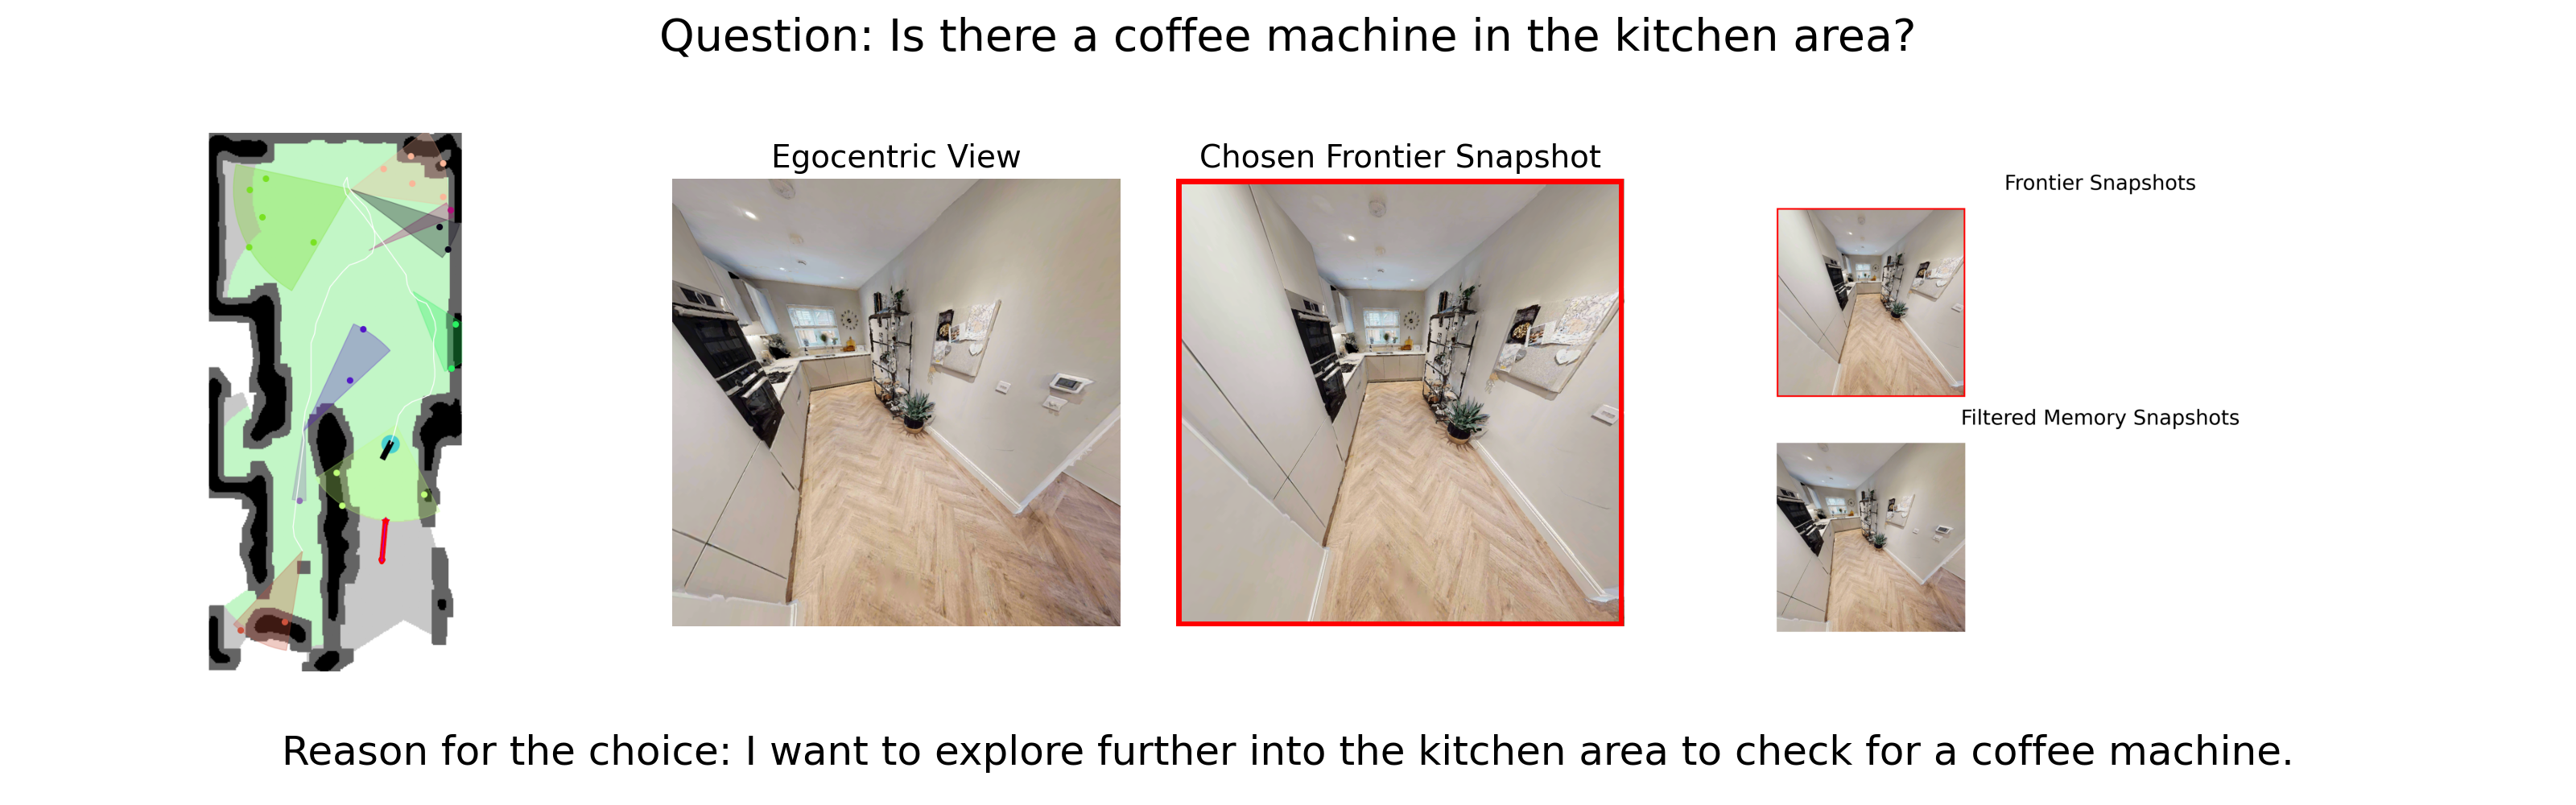 Question: Is there a coffee machine in the kitchen area?
Egocentric View
Chosen Frontier Snapshot
Frontier Snapshots
Filtered Memory Snapshots
Reason for the choice: I want to explore further into the kitchen area to check for a coffee machine.